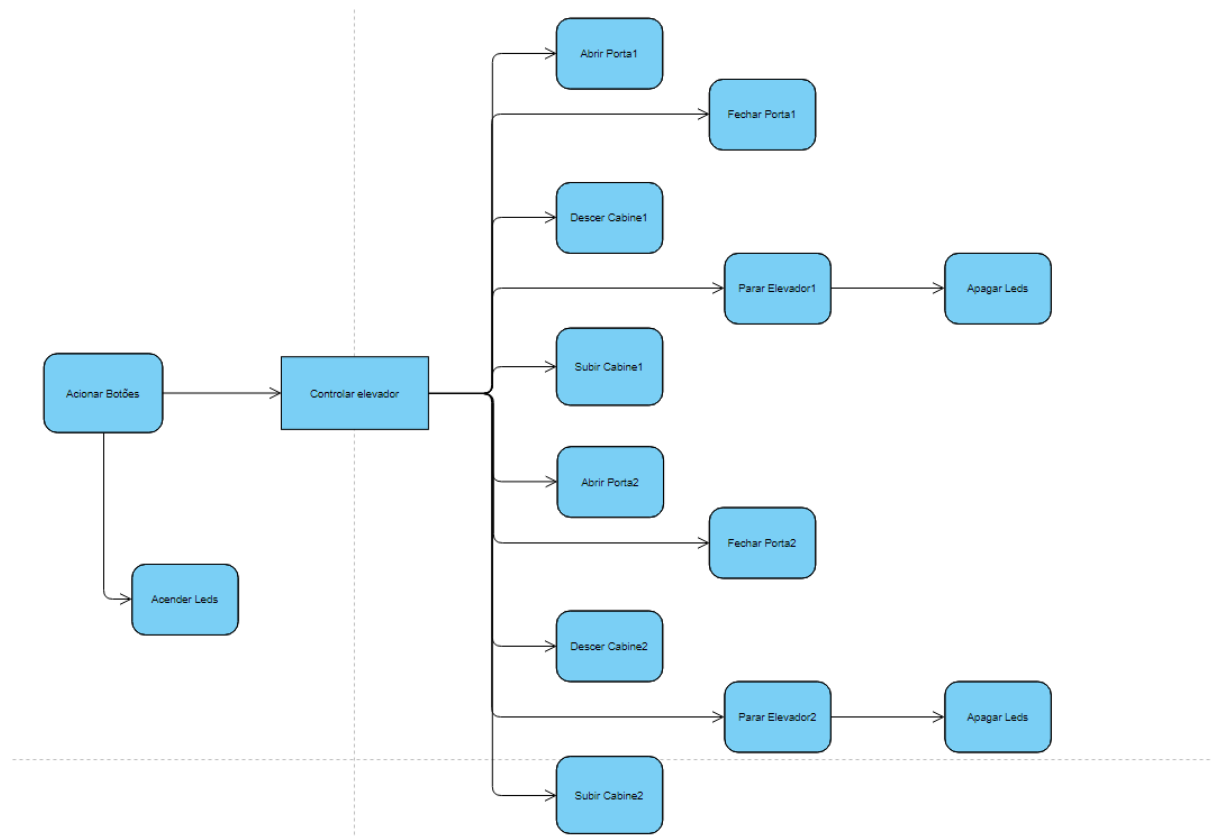 Abrir Porta1
Fechar Porta1
Descer Cabine1
Parar Elevador1
Apagar Leds
Subir Cabine1
Acionar Botões
Controlar elevador
Abrir Porta2
Fechar Porta2
Acender Leds
Descer Cabine2
Parar Elevador2
Apagar Leds
Subir Cabine2